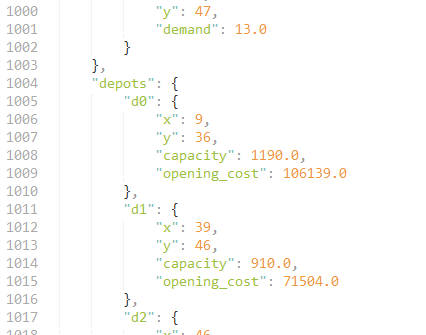 1000 "y": 47,
1001 "demand": 13.0
1002 }
1003 },
1004 "depots": {
1005 "d0": {
1006 "x": 9,
1007 "y": 36,
1008 "capacity": 1190.0,
1009 "opening_cost": 106139.0
1010 },
1011 "d1": {
1012 "x": 39,
1013 "y": 46,
1014 "capacity": 910.0,
1015 "opening_cost": 71504.0
1016 },
1017 "d2": {
1018 "x": 46,